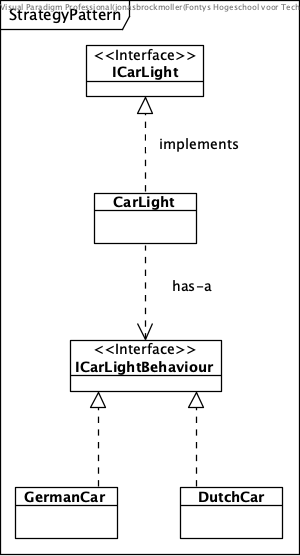 Visual Paradigm Professional(jonasbrockmoller(Fontys Hogeschool voor Tech
StrategyPattern
<<Interface>>
ICarLight
implements
CarLight
has-a
<<Interface>>
ICarLightBehaviour
GermanCar
DutchCar